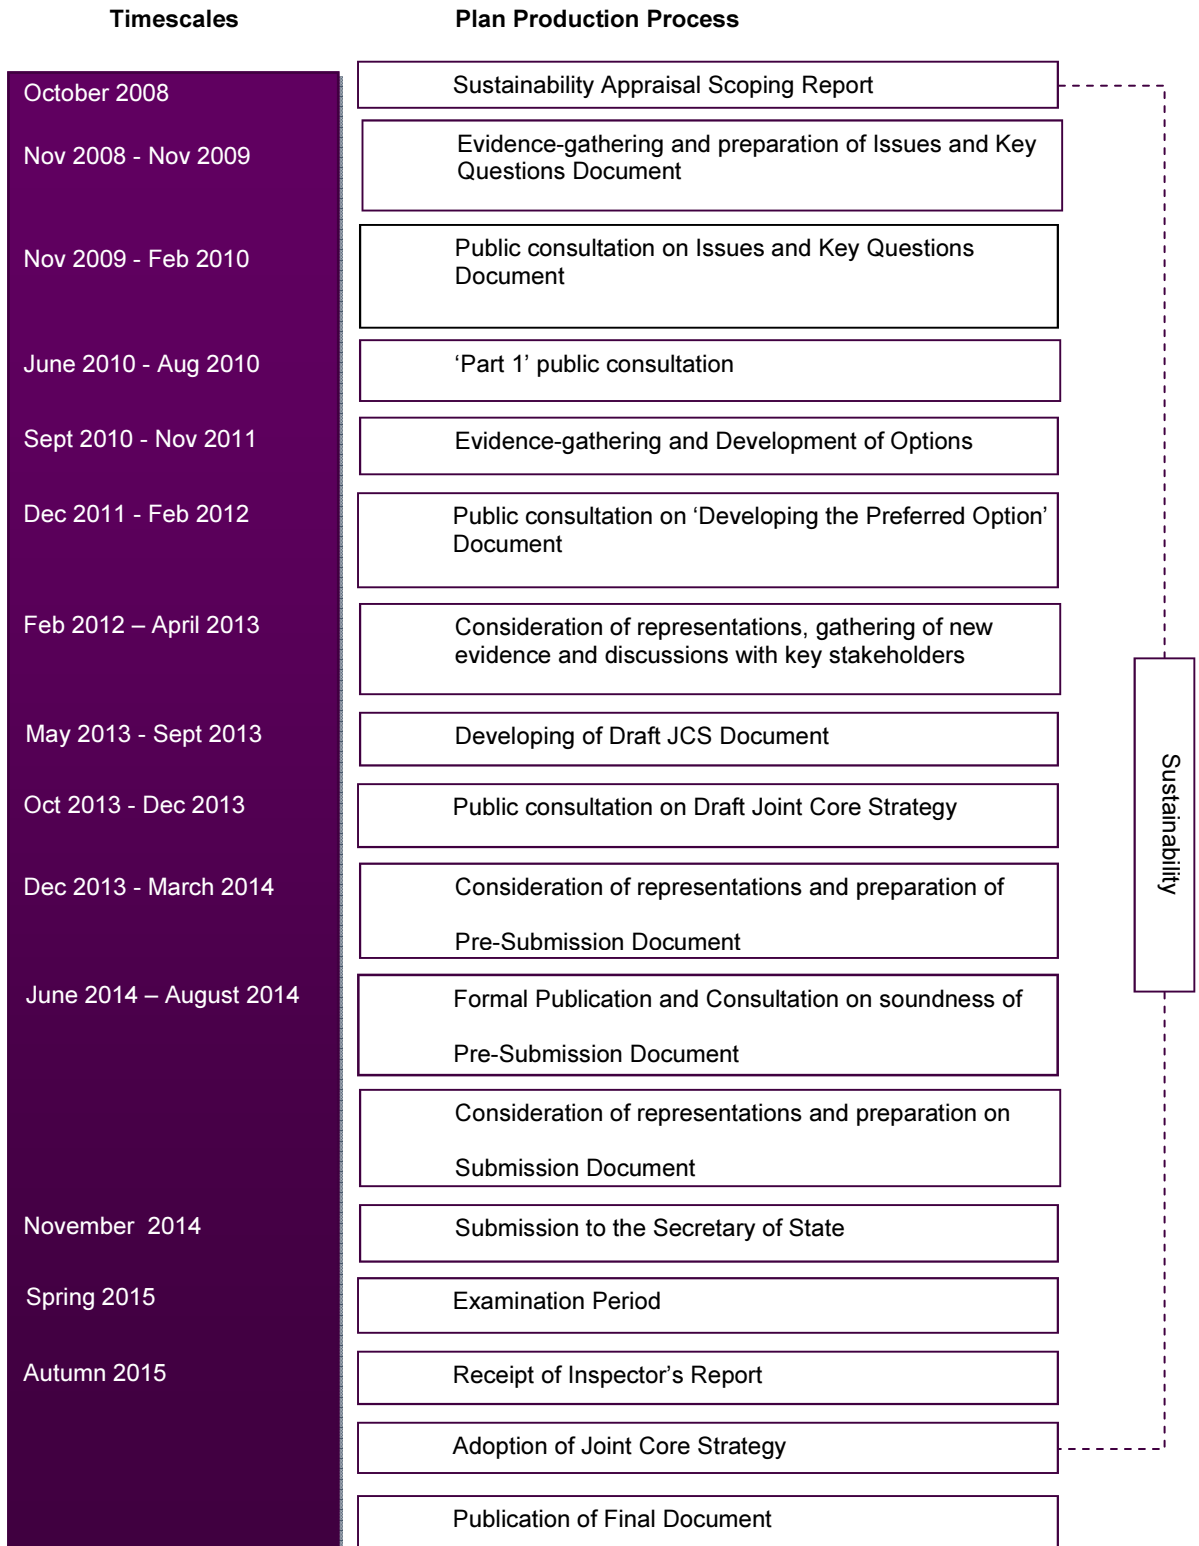 Timescales
Plan Production Process
October 2008
Sustainability Appraisal Scoping Report
Nov 2008 - Nov 2009
Evidence-gathering and preparation of Issues and Key
Questions Document
Nov 2009 - Feb 2010
Public consultation on Issues and Key Questions
Document
June 2010 - Aug 2010
‘Part 1’ public consultation
Sept 2010 - Nov 2011
Evidence-gathering and Development of Options
Dec 2011 - Feb 2012
Public consultation on ‘Developing the Preferred Option’
Document
Feb 2012 – April 2013
Consideration of representations, gathering of new
evidence and discussions with key stakeholders
May 2013 - Sept 2013
Developing of Draft JCS Document
Oct 2013 - Dec 2013
Public consultation on Draft Joint Core Strategy
Dec 2013 - March 2014
Consideration of representations and preparation of
Pre-Submission Document
June 2014 – August 2014
Formal Publication and Consultation on soundness of
Pre-Submission Document
Consideration of representations and preparation on
Submission Document
November  2014
Submission to the Secretary of State
Spring 2015
Examination Period
Autumn 2015
Receipt of Inspector’s Report
Adoption of Joint Core Strategy
Publication of Final Document
Sustainability